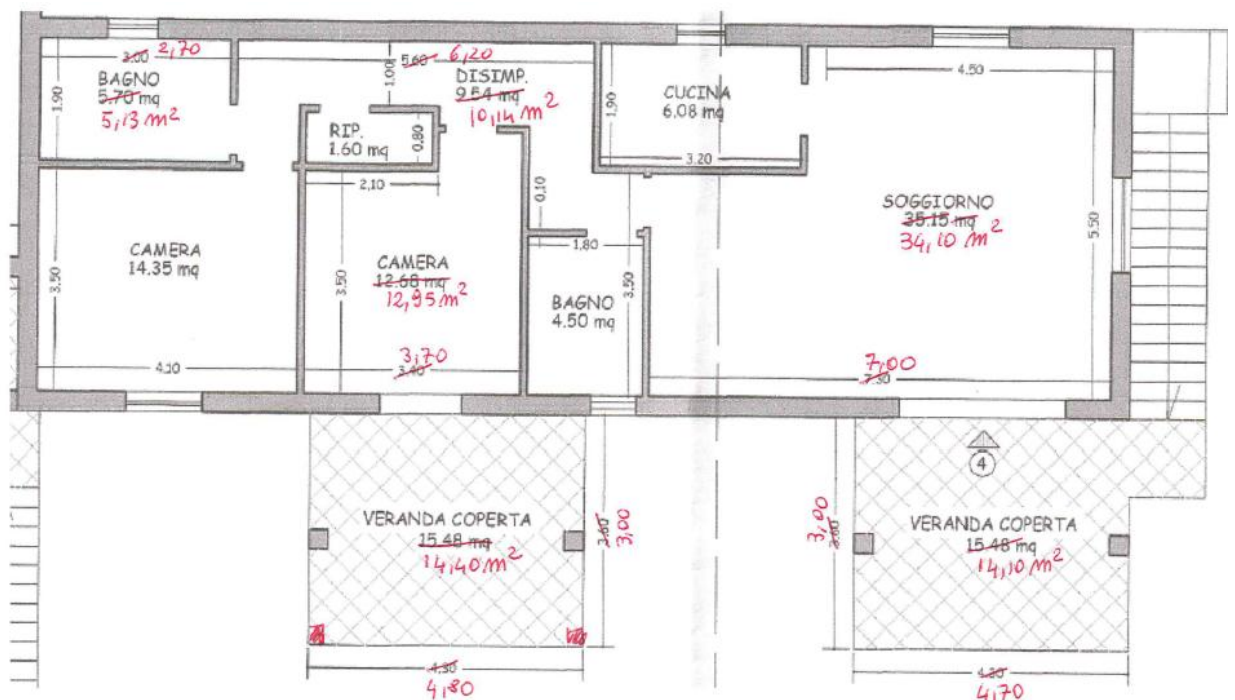 3.00 2,70
BAGNO
5.70 mq
5,13 m²
1.90
5.60 6,20
1.00
DISIMP.
9.54 mq
10,14 m²
RIP.
1.60 mq
0.80
2,10
CUCINA
6.08 mq
1.90
3.20
4.50
SOGGIORNO
35.15 mq
34,10 m²
5.50
7,00
7.30
CAMERA
14.35 mq
3.50
4.10
CAMERA
12.68 mq
12,95 m²
3.50
3,70
3.40
0,10
1.80
BAGNO
4.50 mq
3.50
VERANDA COPERTA
15.48 mq
14,40 m²
3.60
3,00
4.30
4,80
4
VERANDA COPERTA
15.48 mq
14,10 m²
3,00
3.60
4,70